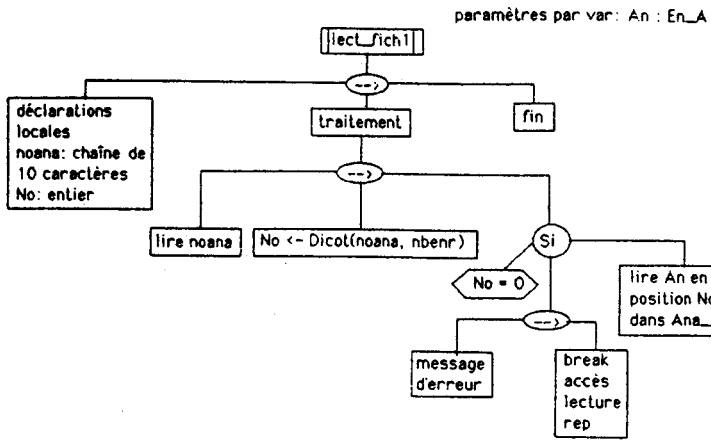 paramètres par var: An : En_A
lect_fich1
-->
déclarations
locales
noana: chaîne de
10 caractères
No: entier
traitement
fin
-->
lire noana
No <- Dicot(noana, nbenr)
Si
No = 0
lire An en
position No
dans Ana_
-->
message
d'erreur
break
accès
lecture
rep